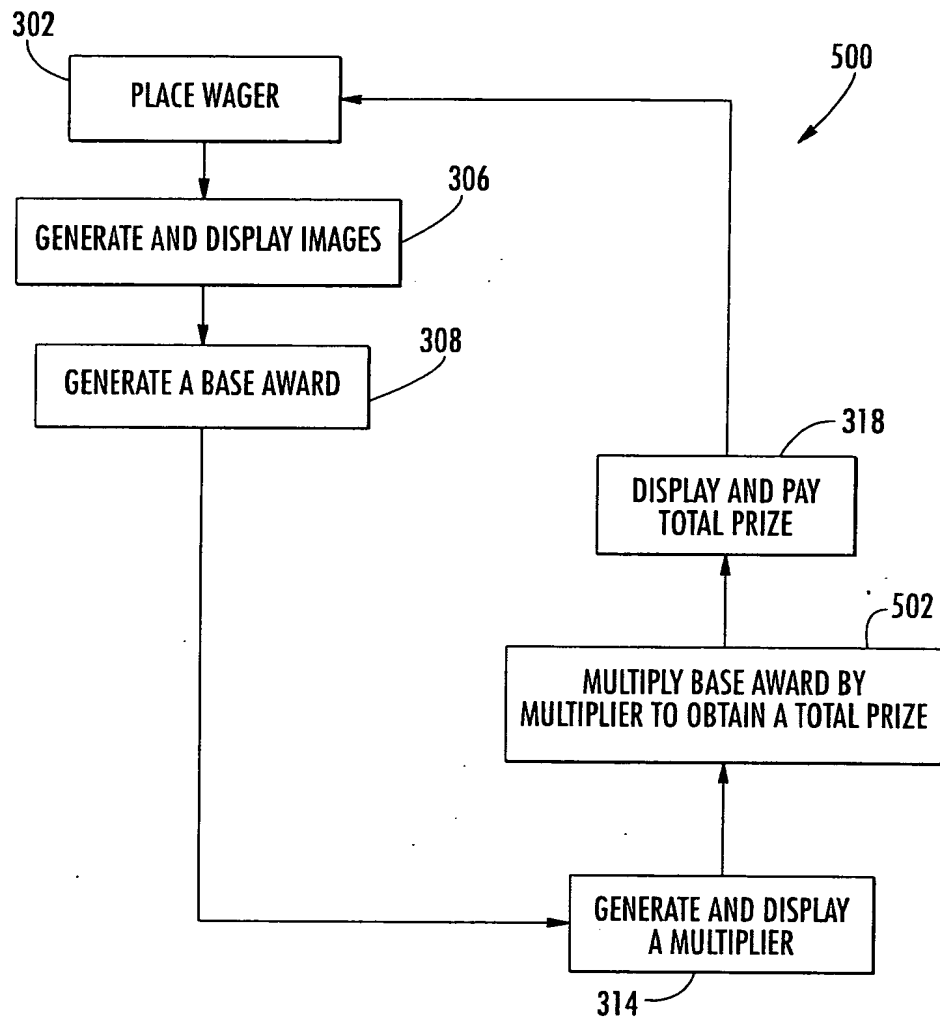 302
PLACE WAGER
500
306
GENERATE AND DISPLAY IMAGES
308
GENERATE A BASE AWARD
318
DISPLAY AND PAY
TOTAL PRIZE
502
MULTIPLY BASE AWARD BY
MULTIPLIER TO OBTAIN A TOTAL PRIZE
GENERATE AND DISPLAY
A MULTIPLIER
314